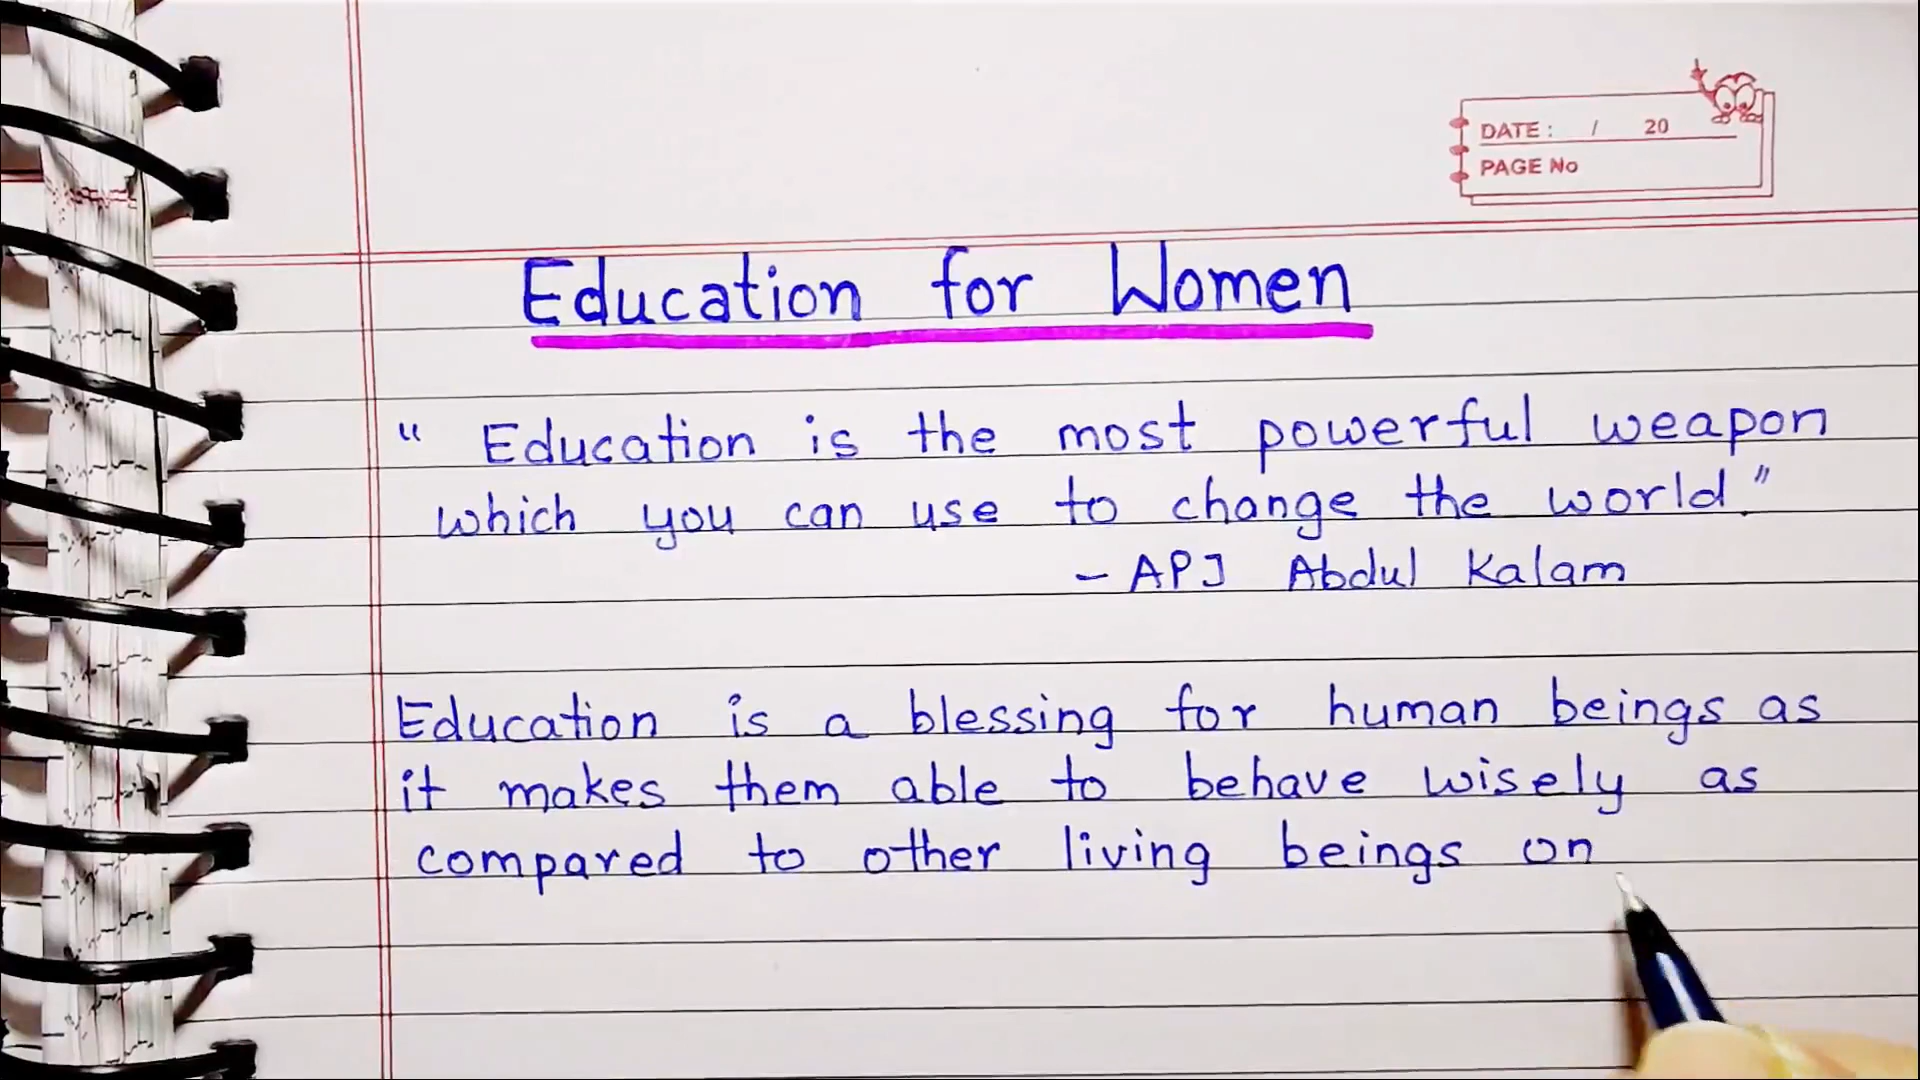 DATE : / 20
PAGE No
Education for Women
" Education is the most powerful weapon
which you can use to change the world."
- APJ Abdul Kalam
Education is a blessing for human beings as
it makes them able to behave wisely as
compared to other living beings on